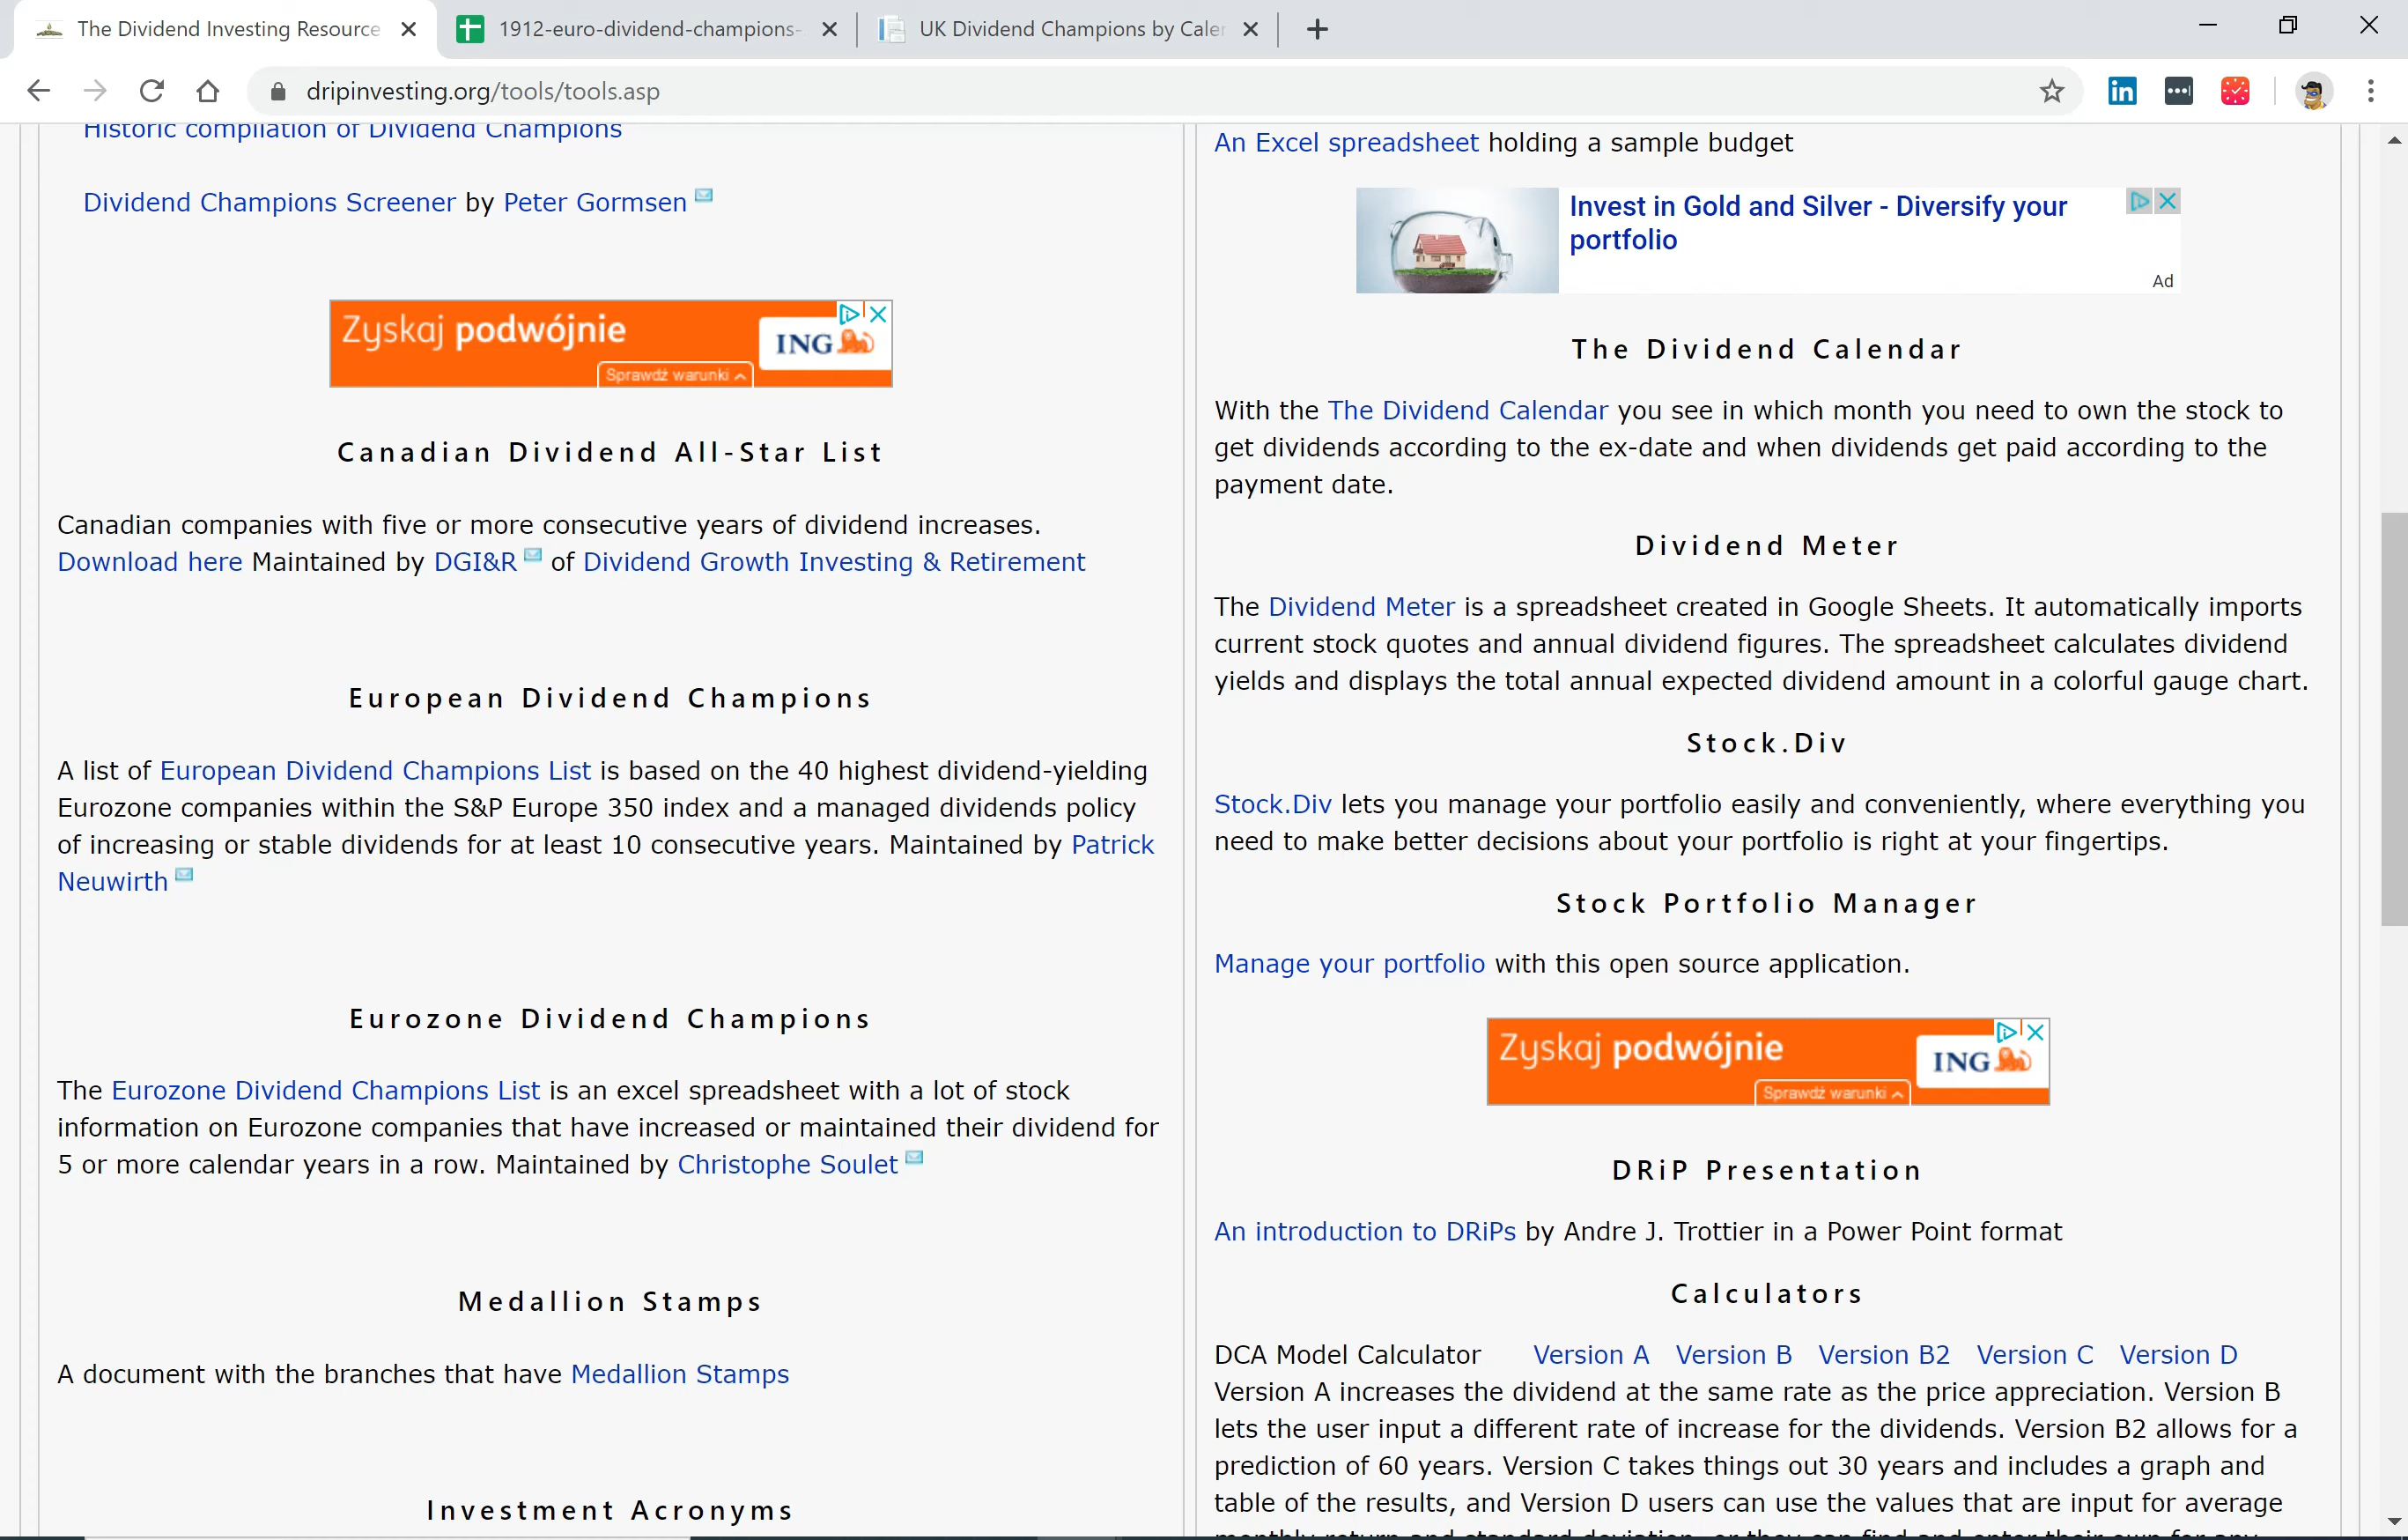 The Dividend Investing Resource
1912-euro-dividend-champions-
UK Dividend Champions by Caler
dripinvesting.org/tools/tools.asp
Historic compilation of Dividend Champions
Dividend Champions Screener by Peter Gormsen
Zyskaj podwójnie
ING
Sprawdź warunki
Canadian Dividend All-Star List
Canadian companies with five or more consecutive years of dividend increases.
Download here Maintained by DGI&R of Dividend Growth Investing & Retirement
European Dividend Champions
A list of European Dividend Champions List is based on the 40 highest dividend-yielding
Eurozone companies within the S&P Europe 350 index and a managed dividends policy
of increasing or stable dividends for at least 10 consecutive years. Maintained by Patrick
Neuwirth
Eurozone Dividend Champions
The Eurozone Dividend Champions List is an excel spreadsheet with a lot of stock
information on Eurozone companies that have increased or maintained their dividend for
5 or more calendar years in a row. Maintained by Christophe Soulet
Medallion Stamps
A document with the branches that have Medallion Stamps
Investment Acronyms
An Excel spreadsheet holding a sample budget
Invest in Gold and Silver - Diversify your
portfolio
Ad
The Dividend Calendar
With the The Dividend Calendar you see in which month you need to own the stock to
get dividends according to the ex-date and when dividends get paid according to the
payment date.
Dividend Meter
The Dividend Meter is a spreadsheet created in Google Sheets. It automatically imports
current stock quotes and annual dividend figures. The spreadsheet calculates dividend
yields and displays the total annual expected dividend amount in a colorful gauge chart.
Stock.Div
Stock.Div lets you manage your portfolio easily and conveniently, where everything you
need to make better decisions about your portfolio is right at your fingertips.
Stock Portfolio Manager
Manage your portfolio with this open source application.
Zyskaj podwójnie
ING
Sprawdź warunki
DRiP Presentation
An introduction to DRiPs by Andre J. Trottier in a Power Point format
Calculators
DCA Model Calculator Version A Version B Version B2 Version C Version D
Version A increases the dividend at the same rate as the price appreciation. Version B
lets the user input a different rate of increase for the dividends. Version B2 allows for a
prediction of 60 years. Version C takes things out 30 years and includes a graph and
table of the results, and Version D users can use the values that are input for average